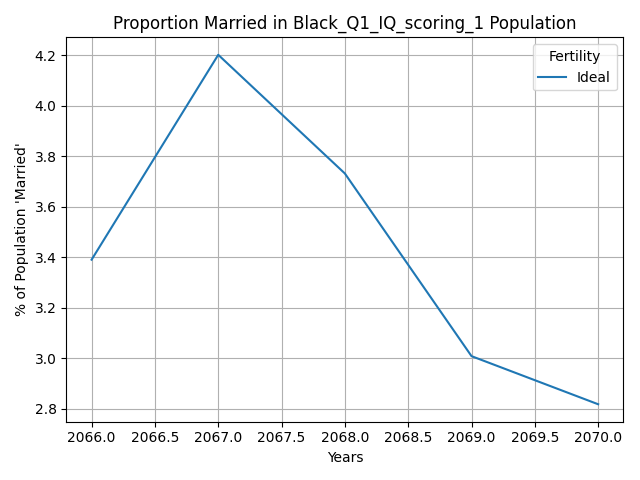 Proportion Married in Black_Q1_IQ_scoring_1 Population
Fertility
Ideal
% of Population 'Married'
4.2
4.0
3.8
3.6
3.4
3.2
3.0
2.8
2066.0 2066.5 2067.0 2067.5 2068.0 2068.5 2069.0 2069.5 2070.0
Years